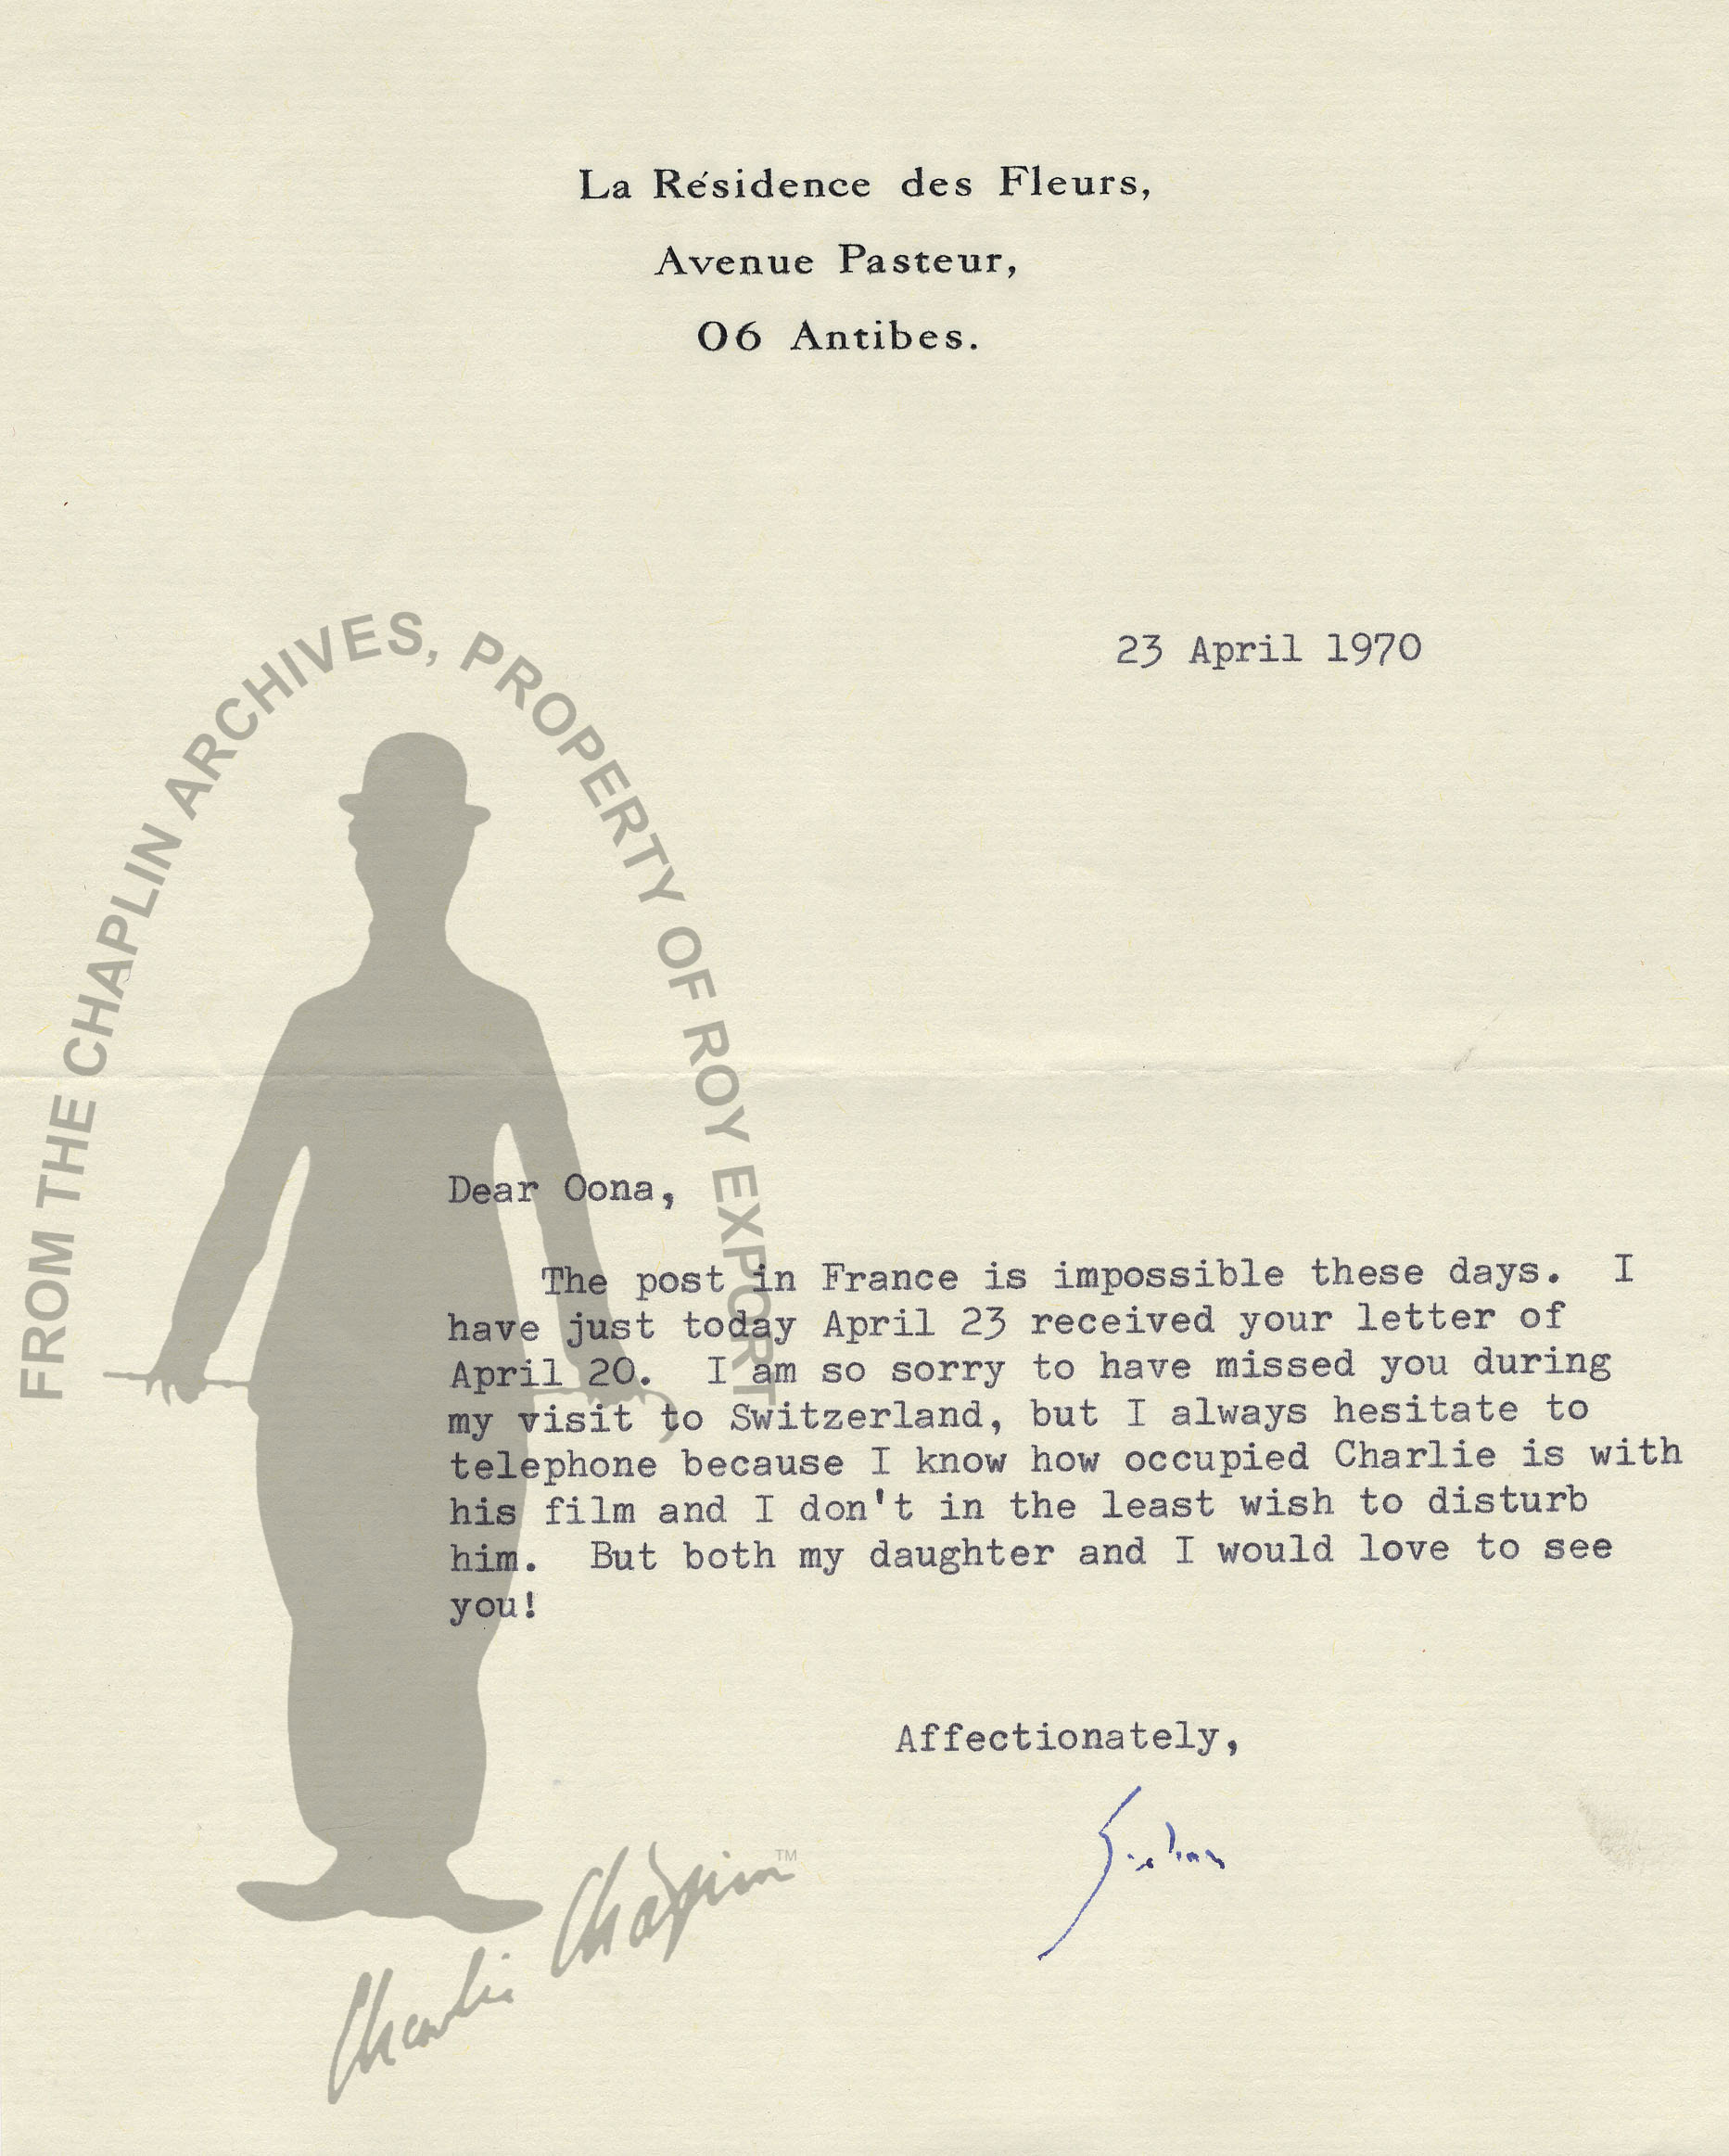 La Résidence des Fleurs,
Avenue Pasteur,
06 Antibes.
23 April 1970
FROM THE CHAPLIN ARCHIVES, PROPERTY OF ROY EXPORT
Dear Oona,
The post in France is impossible these days. I
have just today April 23 received your letter of
April 20. I am so sorry to have missed you during
my visit to Switzerland, but I always hesitate to
telephone because I know how occupied Charlie is with
his film and I don't in the least wish to disturb
him. But both my daughter and I would love to see
you!
Affectionately,
Charlie Chaplin™